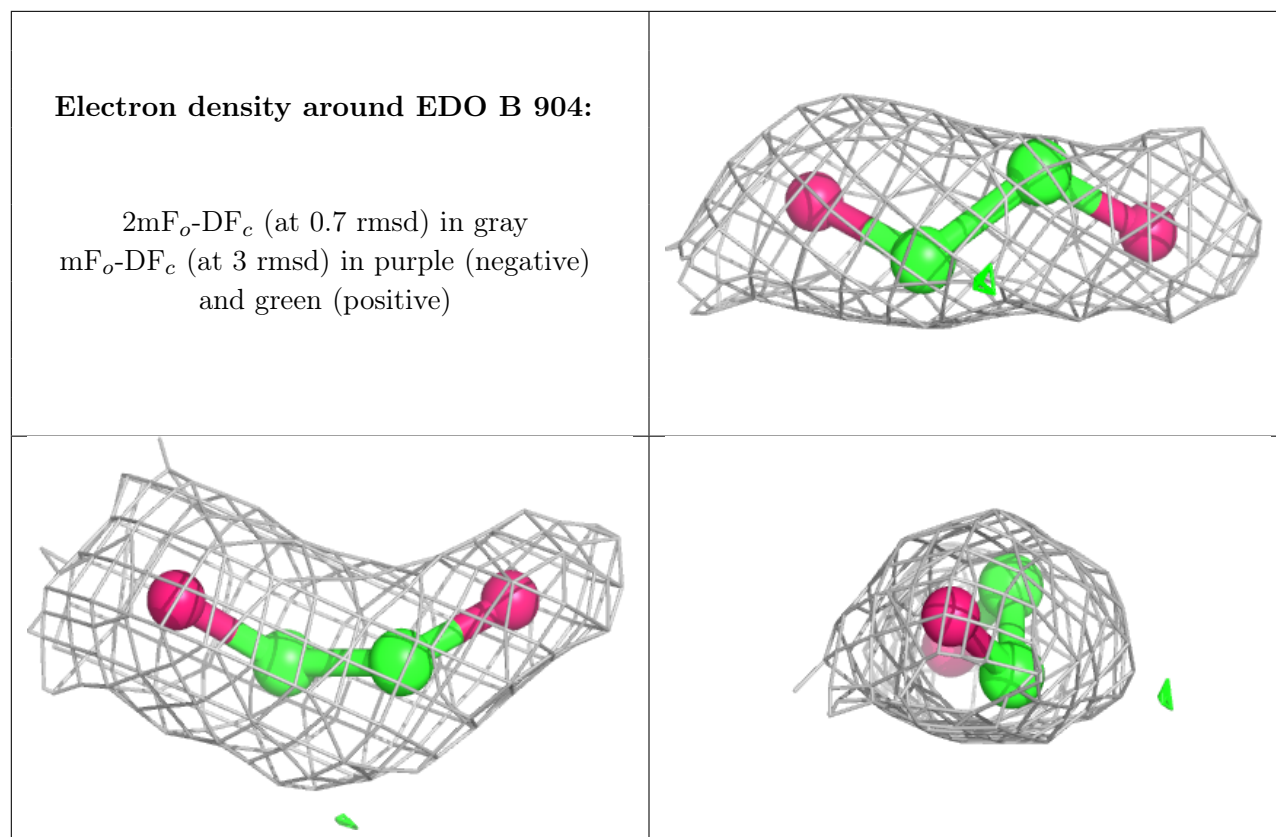 Electron density around EDO B 904:
2mFo-DFc (at 0.7 rmsd) in gray
mFo-DFc (at 3 rmsd) in purple (negative)
and green (positive)